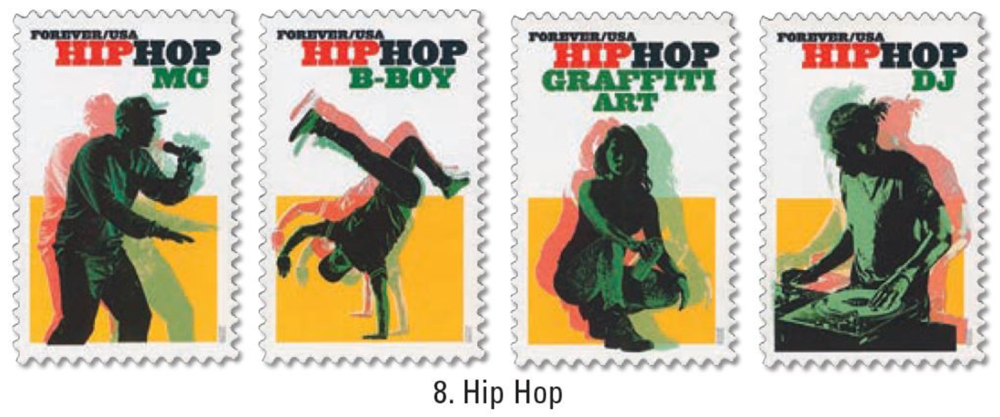 FOREVER/USA
HIPHOP
MC
FOREVER/USA
HIPHOP
B-BOY
FOREVER/USA
HIPHOP
GRAFFITI
ART
FOREVER/USA
HIPHOP
DJ
8. Hip Hop